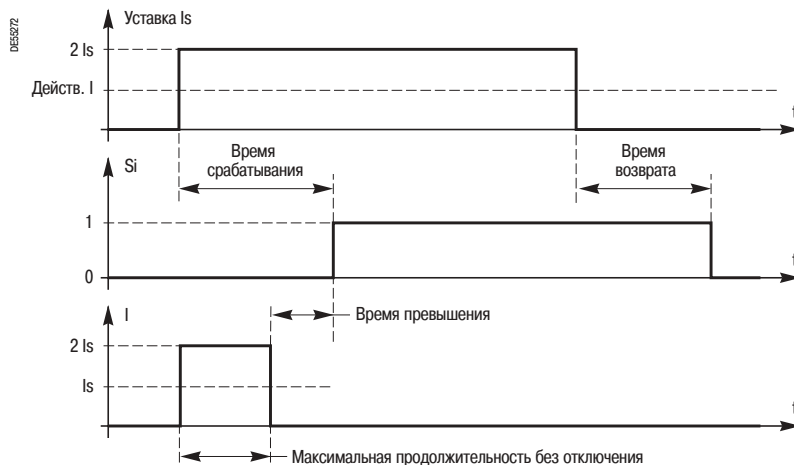 DE55272
Уставка Is
2 Is
Действ. I
t
Время срабатывания
Время возврата
Si
1
0
t
I
Время превышения
2 Is
Is
t
Максимальная продолжительность без отключения